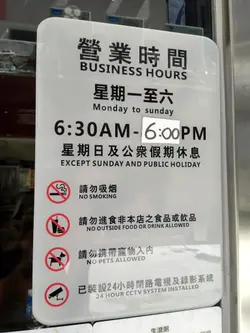 營業時間
BUSINESS HOURS
星期一至六
Monday to sunday
6:30AM-6:00PM
星期日及公眾假期休息
EXCEPT SUNDAY AND PUBLIC HOLIDAY
請勿吸烟
NO SMOKING
請勿進食非本店之食品或飲品
NO OUTSIDE FOOD OR DRINK ALLOWED
請勿携帶寵物入內
NO PETS ALLOWED
已裝設24小時閉路電視及錄影系統
24 HOUR CCTV SYSTEM INSTALLED